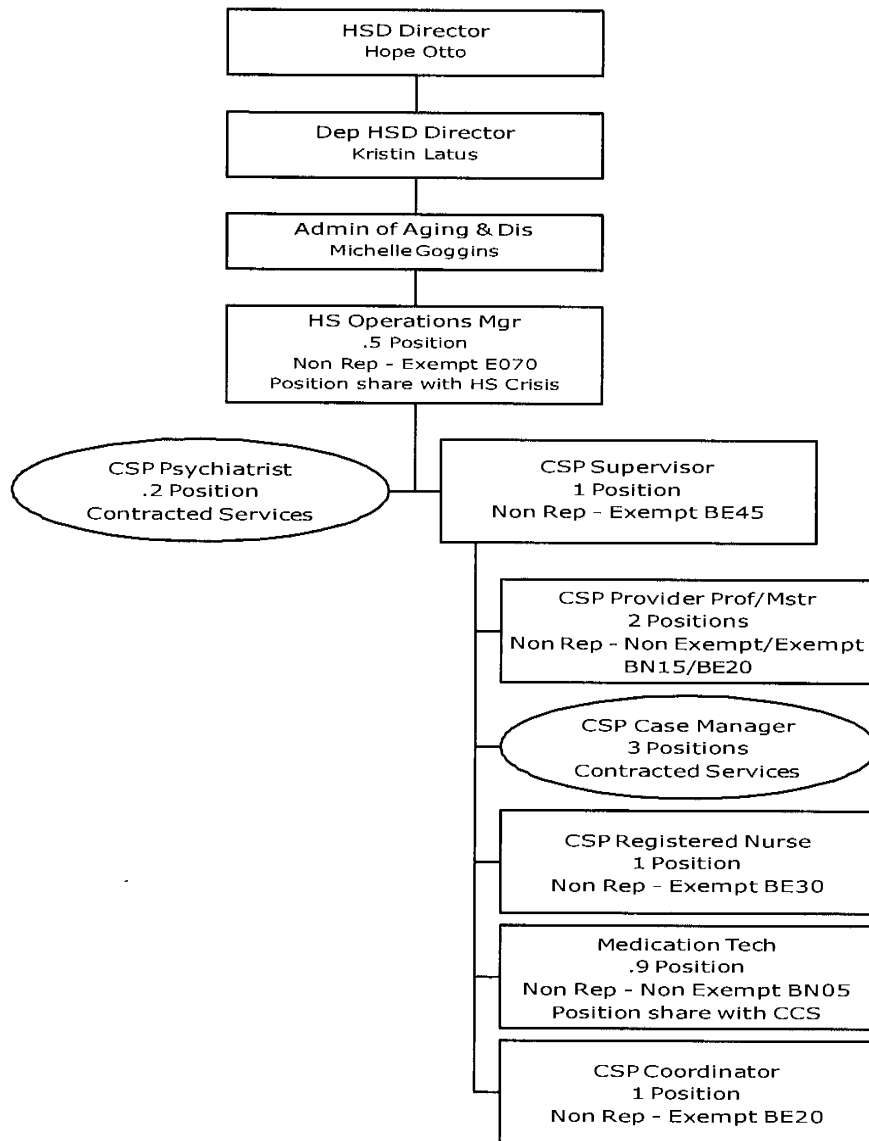 HSD Director
Hope Otto
Dep HSD Director
Kristin Latus
Admin of Aging & Dis
Michelle Goggins
HS Operations Mgr
.5 Position
Non Rep - Exempt E070
Position share with HS Crisis
CSP Psychiatrist
.2 Position
Contracted Services
CSP Supervisor
1 Position
Non Rep - Exempt BE45
CSP Provider Prof/Mstr
2 Positions
Non Rep - Non Exempt/Exempt
BN15/BE20
CSP Case Manager
3 Positions
Contracted Services
CSP Registered Nurse
1 Position
Non Rep - Exempt BE30
Medication Tech
.9 Position
Non Rep - Non Exempt BN05
Position share with CCS
CSP Coordinator
1 Position
Non Rep - Exempt BE20